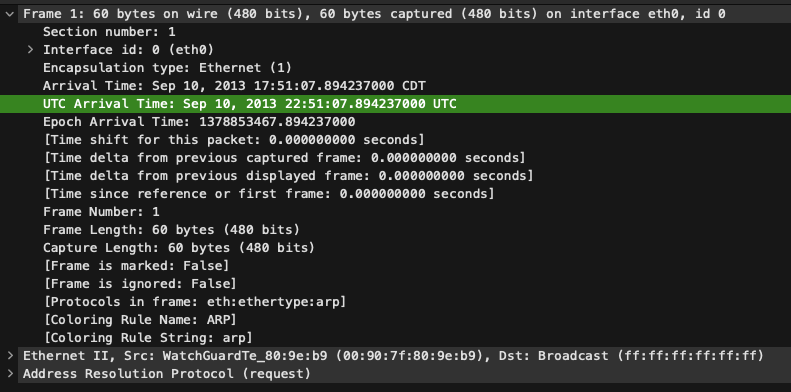 Frame 1: 60 bytes on wire (480 bits), 60 bytes captured (480 bits) on interface eth0, id 0
Section number: 1
Interface id: 0 (eth0)
Encapsulation type: Ethernet (1)
Arrival Time: Sep 10, 2013 17:51:07.894237000 CDT
UTC Arrival Time: Sep 10, 2013 22:51:07.894237000 UTC
Epoch Arrival Time: 1378853467.894237000
[Time shift for this packet: 0.000000000 seconds]
[Time delta from previous captured frame: 0.000000000 seconds]
[Time delta from previous displayed frame: 0.000000000 seconds]
[Time since reference or first frame: 0.000000000 seconds]
Frame Number: 1
Frame Length: 60 bytes (480 bits)
Capture Length: 60 bytes (480 bits)
[Frame is marked: False]
[Frame is ignored: False]
[Protocols in frame: eth:ethertype:arp]
[Coloring Rule Name: ARP]
[Coloring Rule String: arp]
Ethernet II, Src: WatchGuardTe_80:9e:b9 (00:90:7f:80:9e:b9), Dst: Broadcast (ff:ff:ff:ff:ff:ff)
Address Resolution Protocol (request)